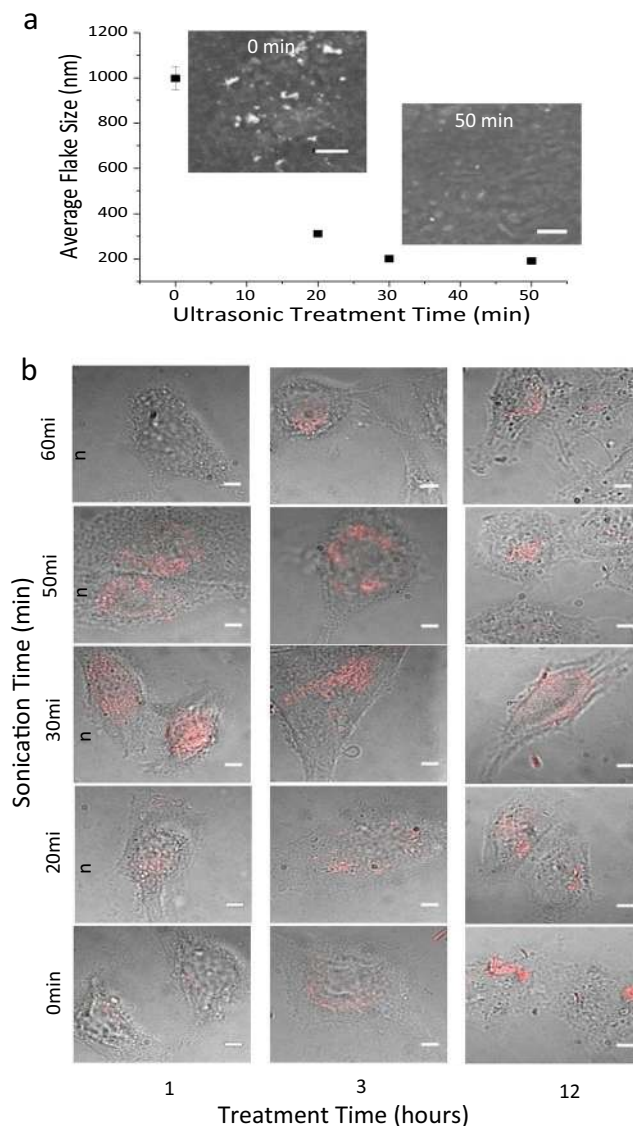 a
1200
1000
800
600
400
200
Average Flake Size (nm)
0 min
50 min
0 10 20 30 40 50
Ultrasonic Treatment Time (min)
b
Sonication Time (min)
60mi
n
50mi
n
30mi
n
20mi
n
0min
1 3 12
Treatment Time (hours)